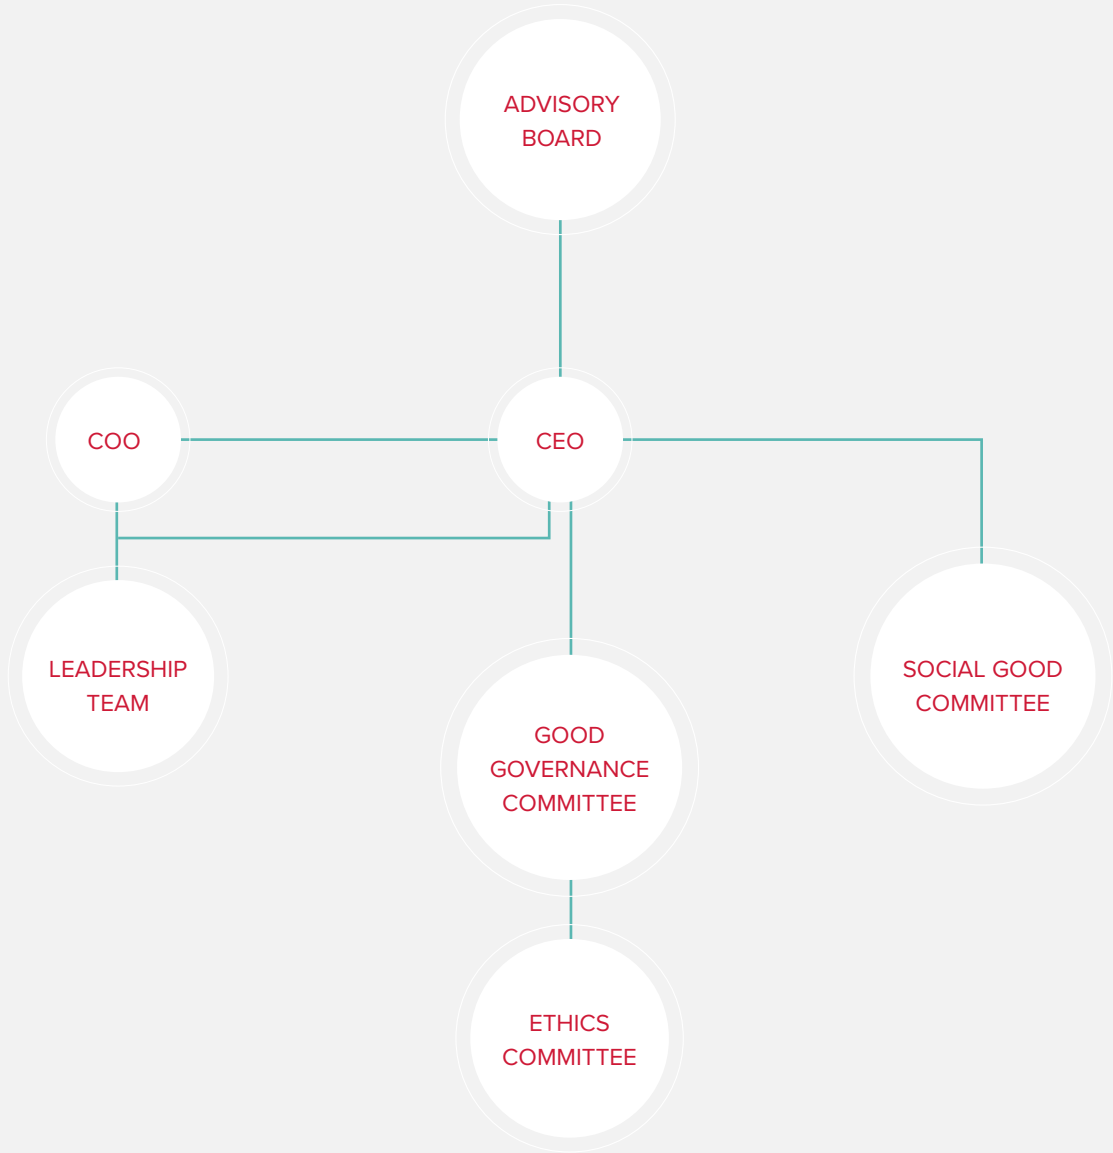 ADVISORY
BOARD
COO
CEO
LEADERSHIP
TEAM
GOOD
GOVERNANCE
COMMITTEE
SOCIAL GOOD
COMMITTEE
ETHICS
COMMITTEE